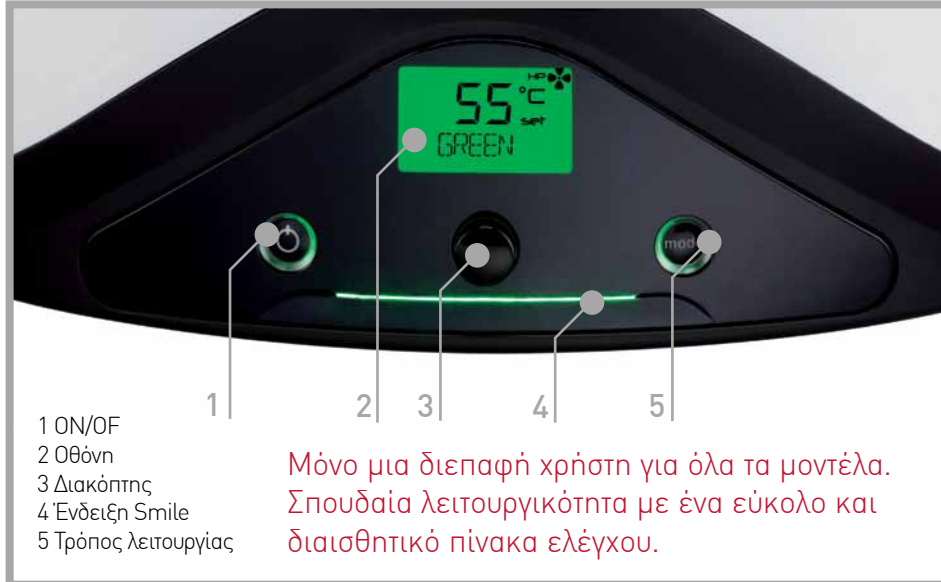 HP
55 °C
set
GREEN
mod
1 2 3 4 5
1 ON/OF
2 Οθόνη
3 Διακόπτης
4 Ένδειξη Smile
5 Τρόπος λειτουργίας
Μόνο μια διεπαφή χρήστη για όλα τα μοντέλα.
Σπουδαία λειτουργικότητα με ένα εύκολο και
διαισθητικό πίνακα ελέγχου.